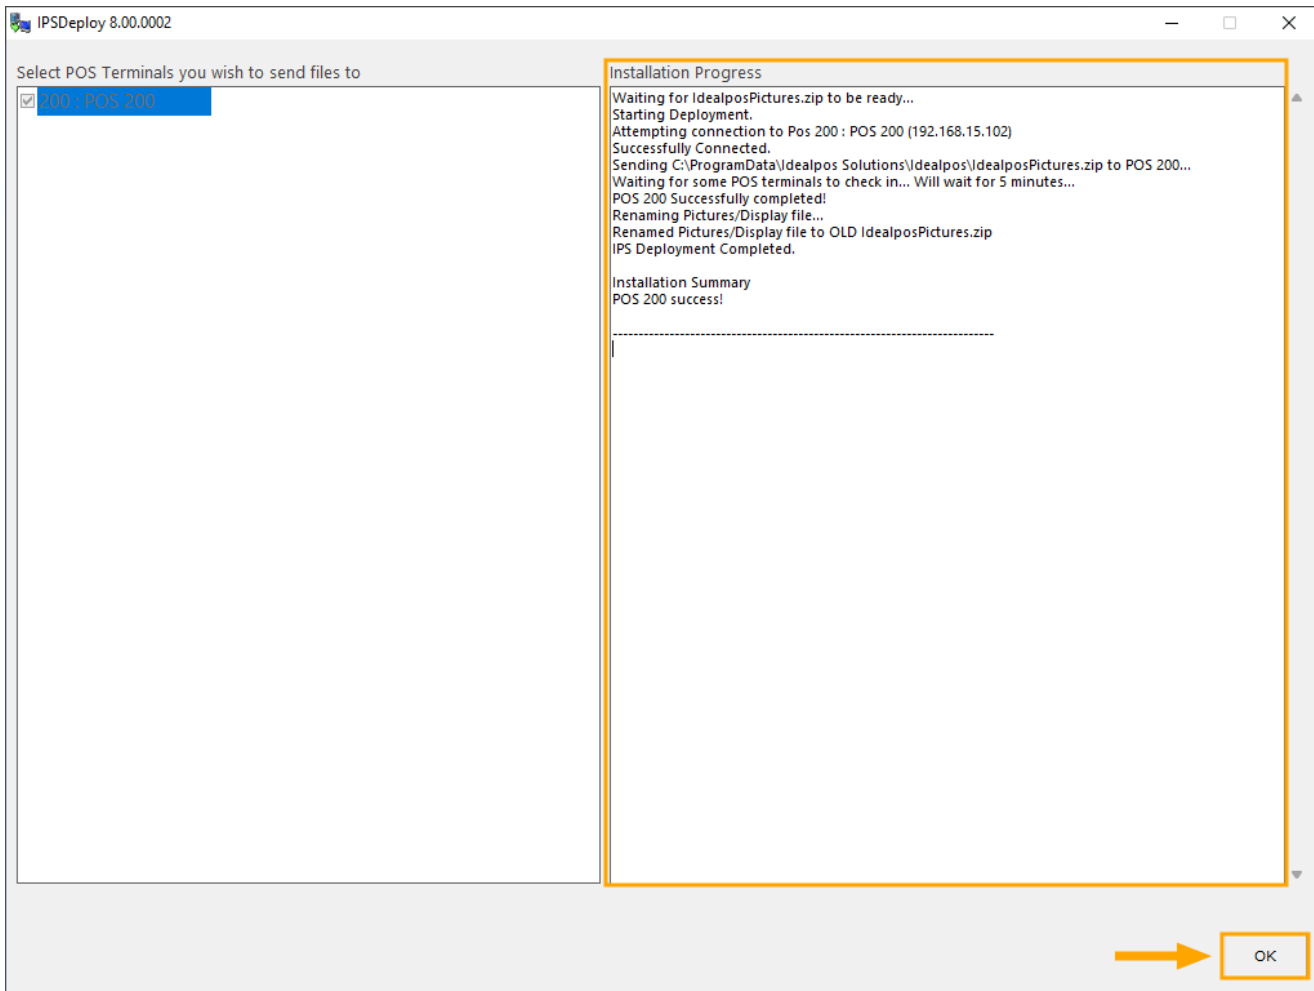 IPSDeploy 8.00.0002
Select POS Terminals you wish to send files to
200 : POS 200
Installation Progress
Waiting for IdealposPictures.zip to be ready...
Starting Deployment.
Attempting connection to Pos 200 : POS 200 (192.168.15.102)
Successfully Connected.
Sending C:\ProgramData\Idealpos Solutions\Idealpos\IdealposPictures.zip to POS 200...
Waiting for some POS terminals to check in... Will wait for 5 minutes...
POS 200 Successfully completed!
Renaming Pictures/Display file...
Renamed Pictures/Display file to OLD IdealposPictures.zip
IPS Deployment Completed.
Installation Summary
POS 200 success!
--------------------------------------------------------------------------
OK